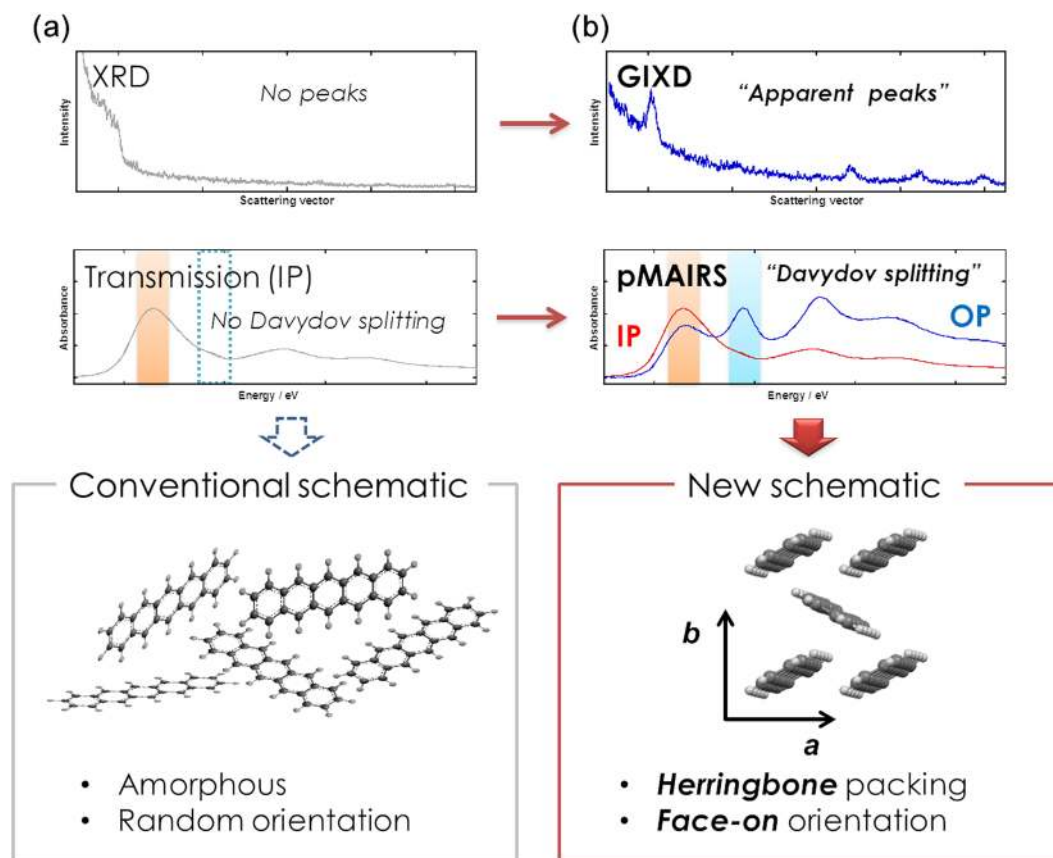 (a)
XRD
No peaks
Intensity
Scattering vector
(b)
GIXD
“Apparent peaks”
Intensity
Scattering vector
Transmission (IP)
No Davydov splitting
Absorbance
Energy / eV
pMAIRS
“Davydov splitting”
IP
OP
Absorbance
Energy / eV
Conventional schematic
• Amorphous
• Random orientation
New schematic
b
a
• Herringbone packing
• Face-on orientation